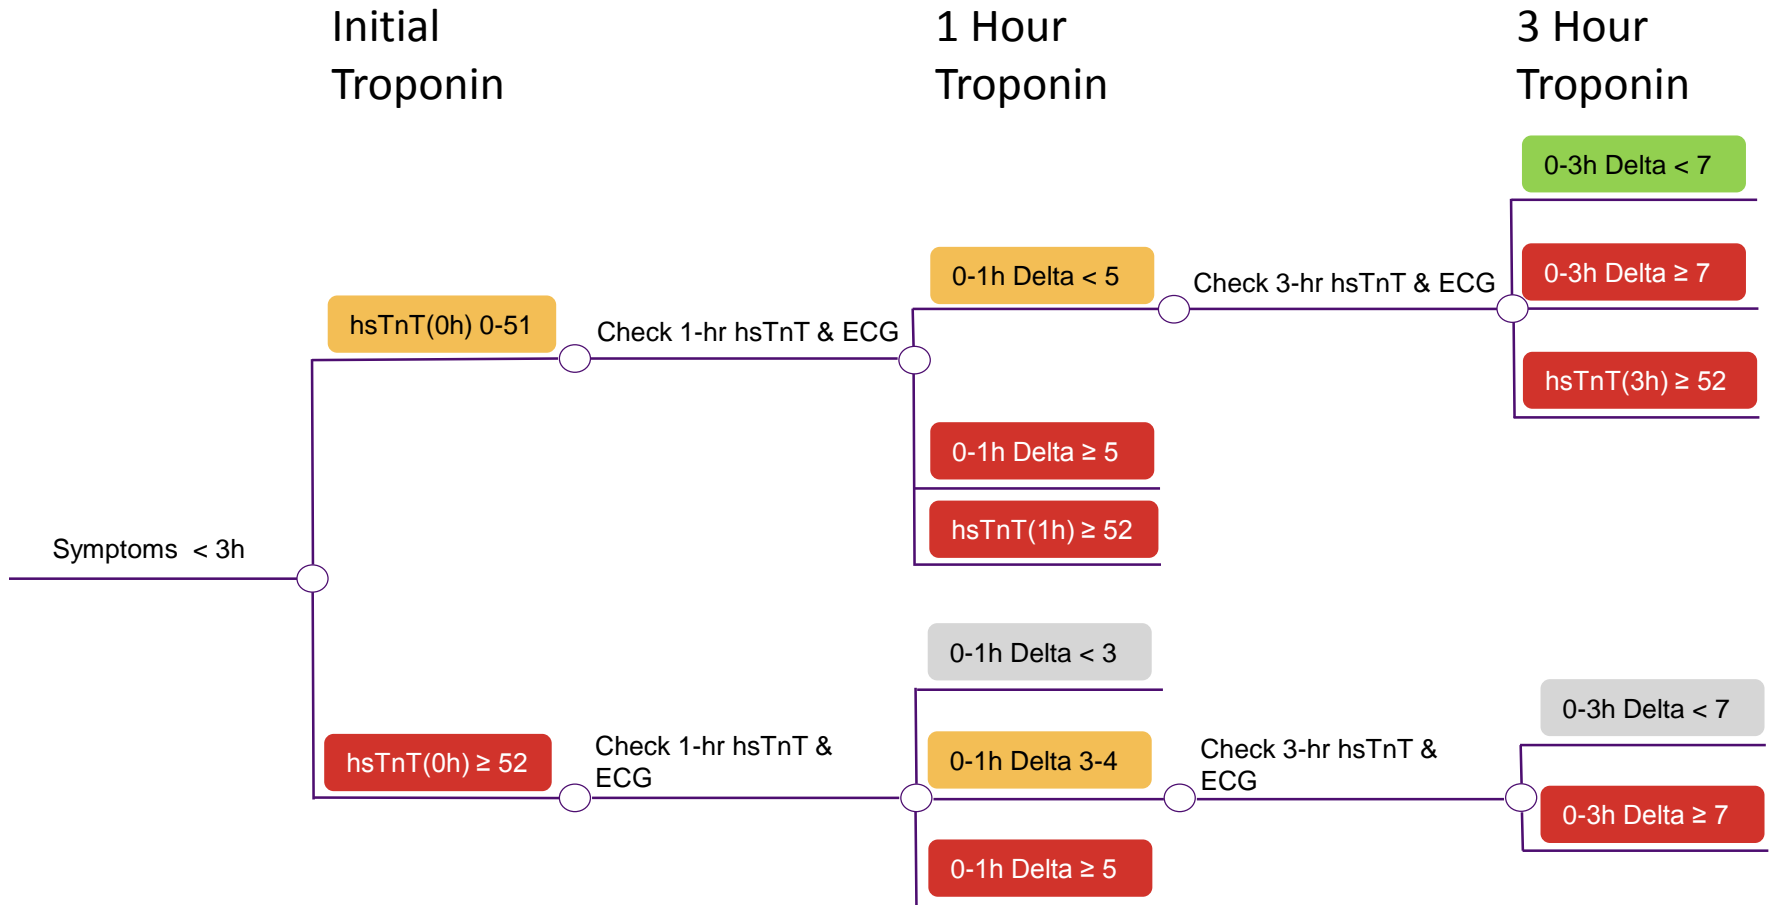 Initial
Troponin
1 Hour
Troponin
3 Hour
Troponin
0-3h Delta < 7
0-1h Delta < 5
Check 3-hr hsTnT & ECG
0-3h Delta ≥ 7
hsTnT(0h) 0-51
Check 1-hr hsTnT & ECG
hsTnT(3h) ≥ 52
0-1h Delta ≥ 5
hsTnT(1h) ≥ 52
Symptoms < 3h
0-1h Delta < 3
0-3h Delta < 7
hsTnT(0h) ≥ 52
Check 1-hr hsTnT &
ECG
0-1h Delta 3-4
Check 3-hr hsTnT &
ECG
0-3h Delta ≥ 7
0-1h Delta ≥ 5